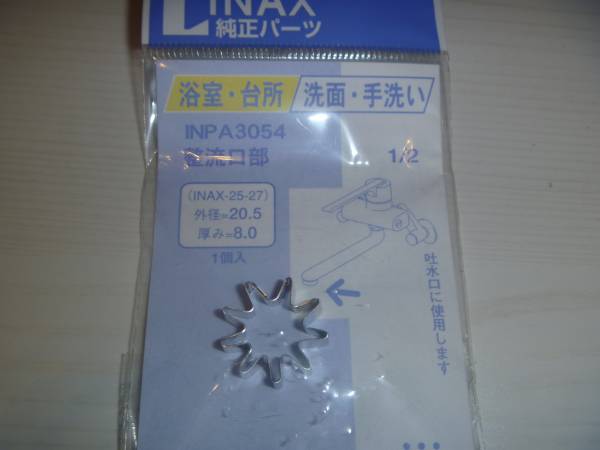 INAX
純正パーツ
浴室・台所 洗面・手洗い
INPA3054
整流口部 1/2
(INAX-25-27)
外径=20.5
厚み=8.0
1個入
吐水口に使用します